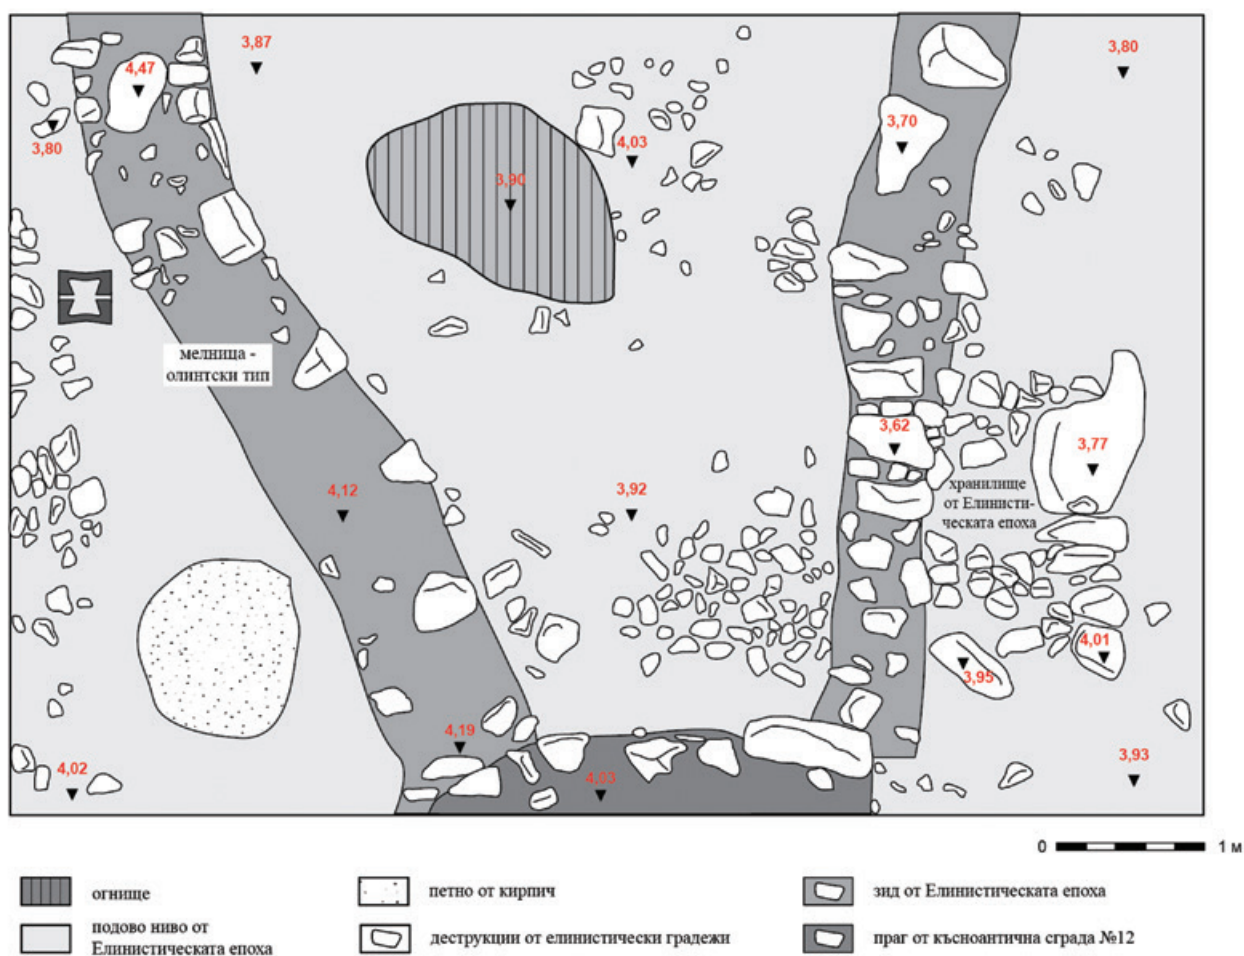 3,87
3,80
4,47
3,70
3,80
4,03
3,90
мелница -
олинтски тип
3,62
3,77
хранилище
от Елинисти-
ческата епоха
4,12
3,92
4,01
3,95
4,19
4,02
4,03
3,93
0 1 м
огнище
петно от кирпич
зид от Елинистическата епоха
подово ниво от
Елинистическата епоха
деструкции от елинистически градежи
праг от късноантична сграда №12